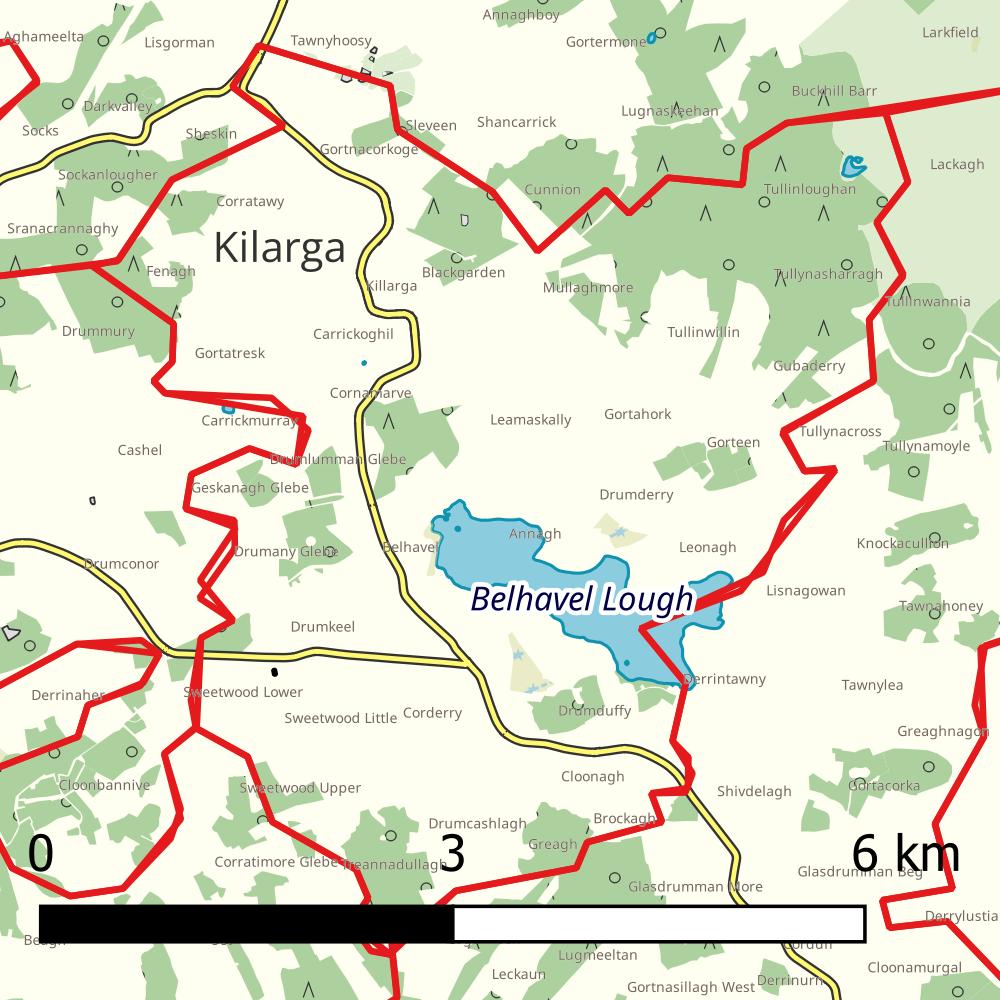 Annaghboy
Aghameelta
Lisgorman
Tawnyhoosy
Gortermone
Larkfield
Buckhill Barr
Darkvalley
Lugnaskeehan
Socks
Sheskin
Sleveen
Shancarrick
Gortnacorkoge
Lackagh
Sockanlougher
Cunnion
Tullinloughan
Corratawy
Sranacrannaghy
Kilarga
Fenagh
Blackgarden
Tullynasharragh
Killarga
Mullaghmore
Tullinwannia
Drummury
Carrickoghil
Tullinwillin
Gortatresk
Gubaderry
Cornamarve
Carrickmurray
Leamaskally
Gortahork
Tullynacross
Cashel
Gorteen
Tullynamoyle
Drumlumman Glebe
Geskanagh Glebe
Drumderry
Annagh
Drumany Glebe
Belhavel
Leonagh
Knockacullion
Drumconor
Lisnagowan
Belhavel Lough
Tawnahoney
Drumkeel
Derrintawny
Tawnylea
Derrinaher
Sweetwood Lower
Sweetwood Little
Corderry
Drumduffy
Greaghnagon
Cloonagh
Cloonbannive
Sweetwood Upper
Shivdelagh
Gortacorka
Drumcashlagh
Brockagh
Greagh
0
3
6 km
Corratimore Glebe
Treannadullagh
Glasdrumman Beg
Glasdrumman More
Derrylustia
Lugmeeltan
Leckaun
Cloonamurgal
Gortnasillagh West
Derrinurn